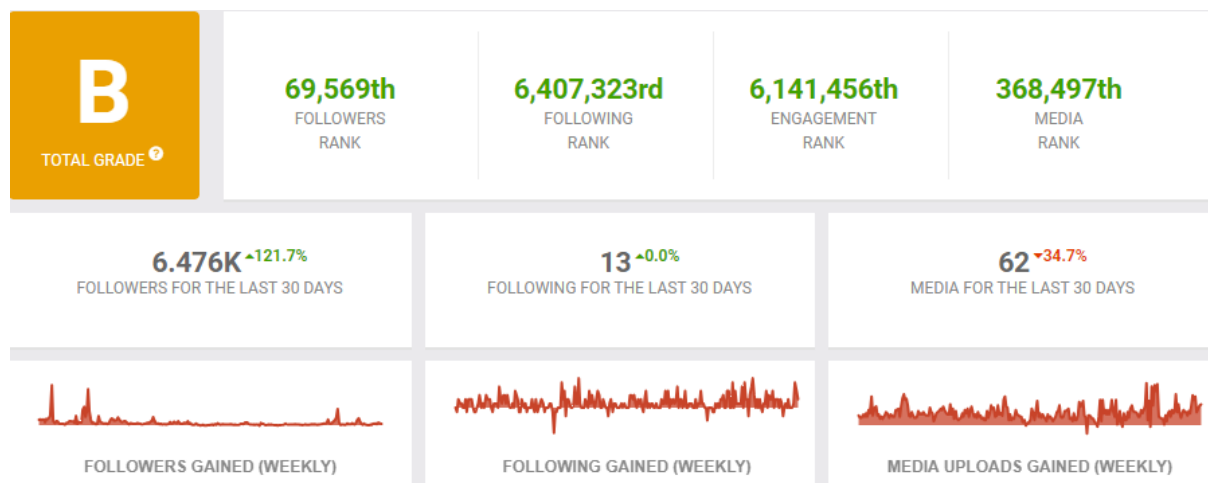 B
TOTAL GRADE ?
69,569th
FOLLOWERS
RANK
6,407,323rd
FOLLOWING
RANK
6,141,456th
ENGAGEMENT
RANK
368,497th
MEDIA
RANK
6.476K ▲121.7%
FOLLOWERS FOR THE LAST 30 DAYS
13 ▲0.0%
FOLLOWING FOR THE LAST 30 DAYS
62 ▼34.7%
MEDIA FOR THE LAST 30 DAYS
FOLLOWERS GAINED (WEEKLY)
FOLLOWING GAINED (WEEKLY)
MEDIA UPLOADS GAINED (WEEKLY)